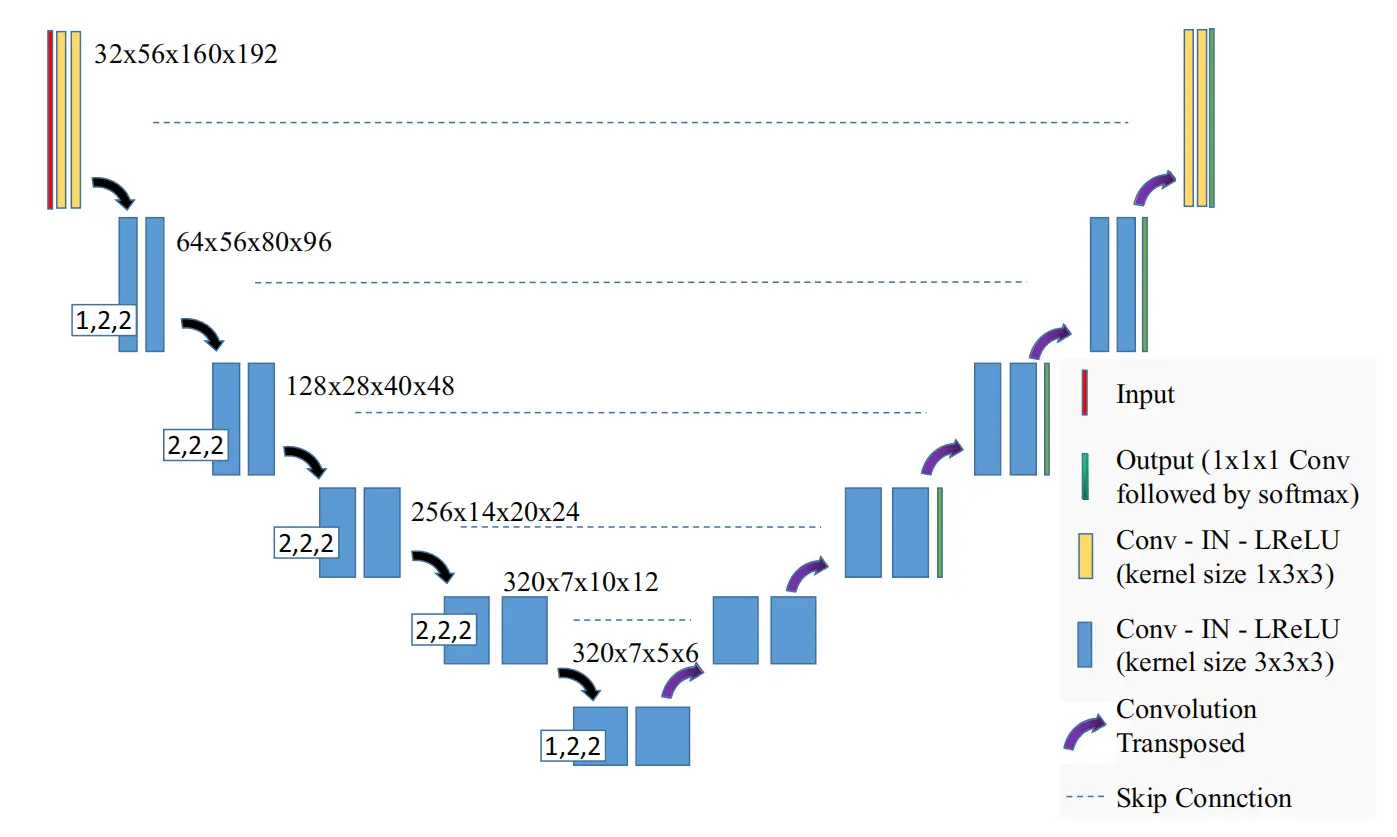 32x56x160x192
64x56x80x96
1,2,2
128x28x40x48
2,2,2
256x14x20x24
2,2,2
320x7x10x12
2,2,2
320x7x5x6
1,2,2
Input
Output (1x1x1 Conv
followed by softmax)
Conv - IN - LReLU
(kernel size 1x3x3)
Conv - IN - LReLU
(kernel size 3x3x3)
Convolution
Transposed
Skip Connction